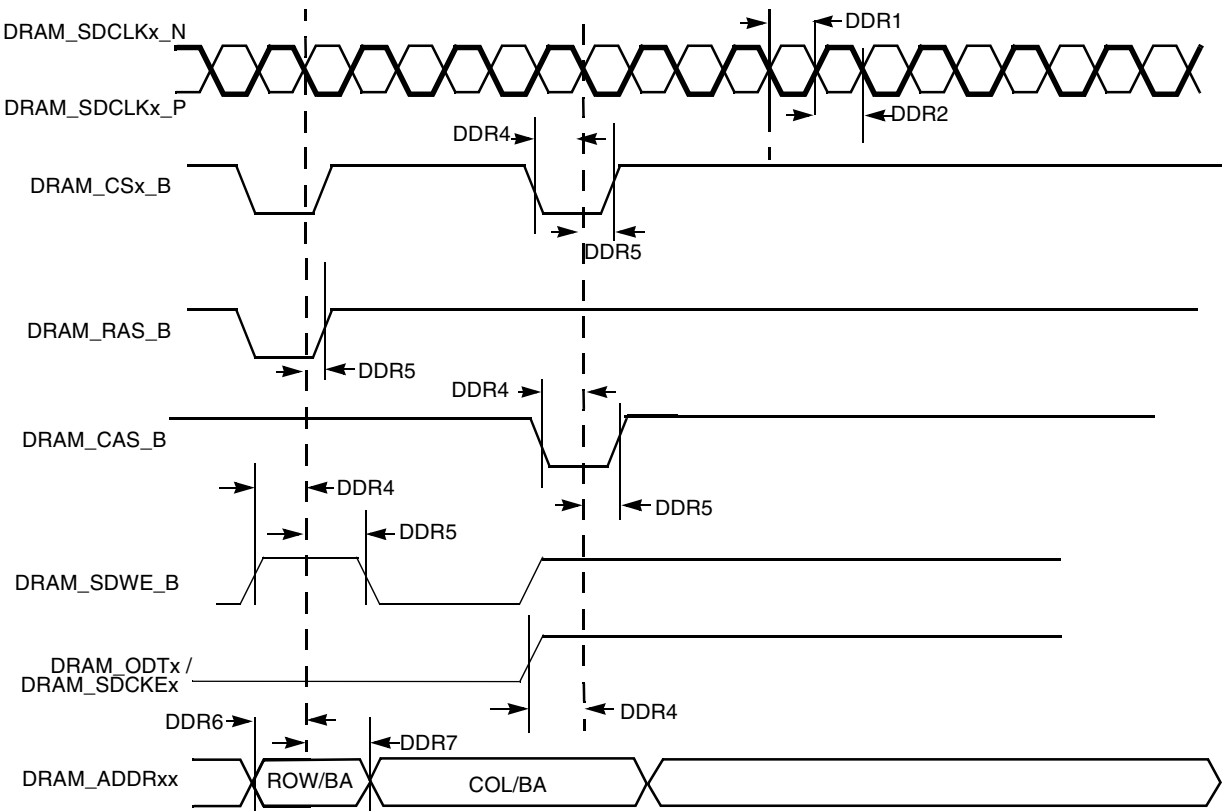 DRAM_SDCLKx_N
DDR1
DRAM_SDCLKx_P
DDR2
DDR4
DRAM_CSx_B
DDR5
DRAM_RAS_B
DDR5
DDR4
DRAM_CAS_B
DDR4
DDR5
DDR5
DRAM_SDWE_B
DRAM_ODTx /
DRAM_SDCKEx
DDR4
DDR6
DDR7
DRAM_ADDRxx
ROW/BA
COL/BA